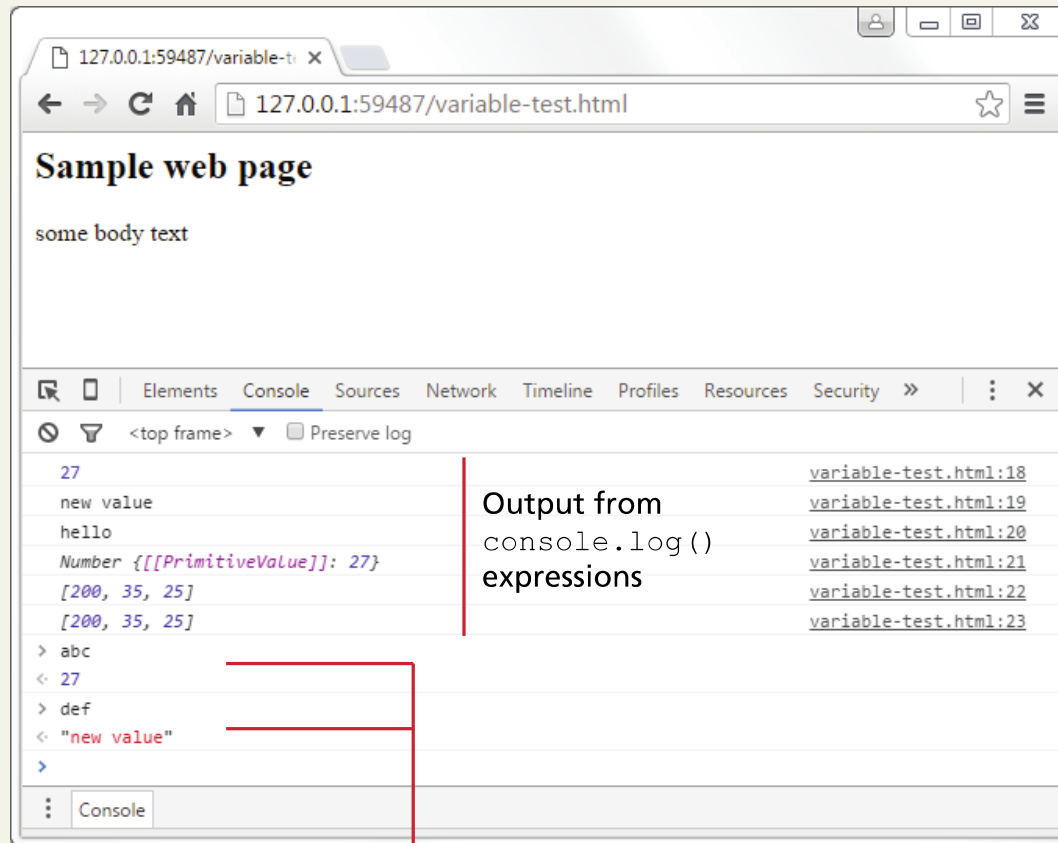 127.0.0.1:59487/variable-t
127.0.0.1:59487/variable-test.html
Sample web page
some body text
Elements Console Sources Network Timeline Profiles Resources Security »
<top frame> ▼ Preserve log
27 variable-test.html:18
new value variable-test.html:19
hello variable-test.html:20
Number {[[PrimitiveValue]]: 27} variable-test.html:21
[200, 35, 25] variable-test.html:22
[200, 35, 25] variable-test.html:23
Output from
console.log()
expressions
> abc
<· 27
> def
<· "new value"
>
Console